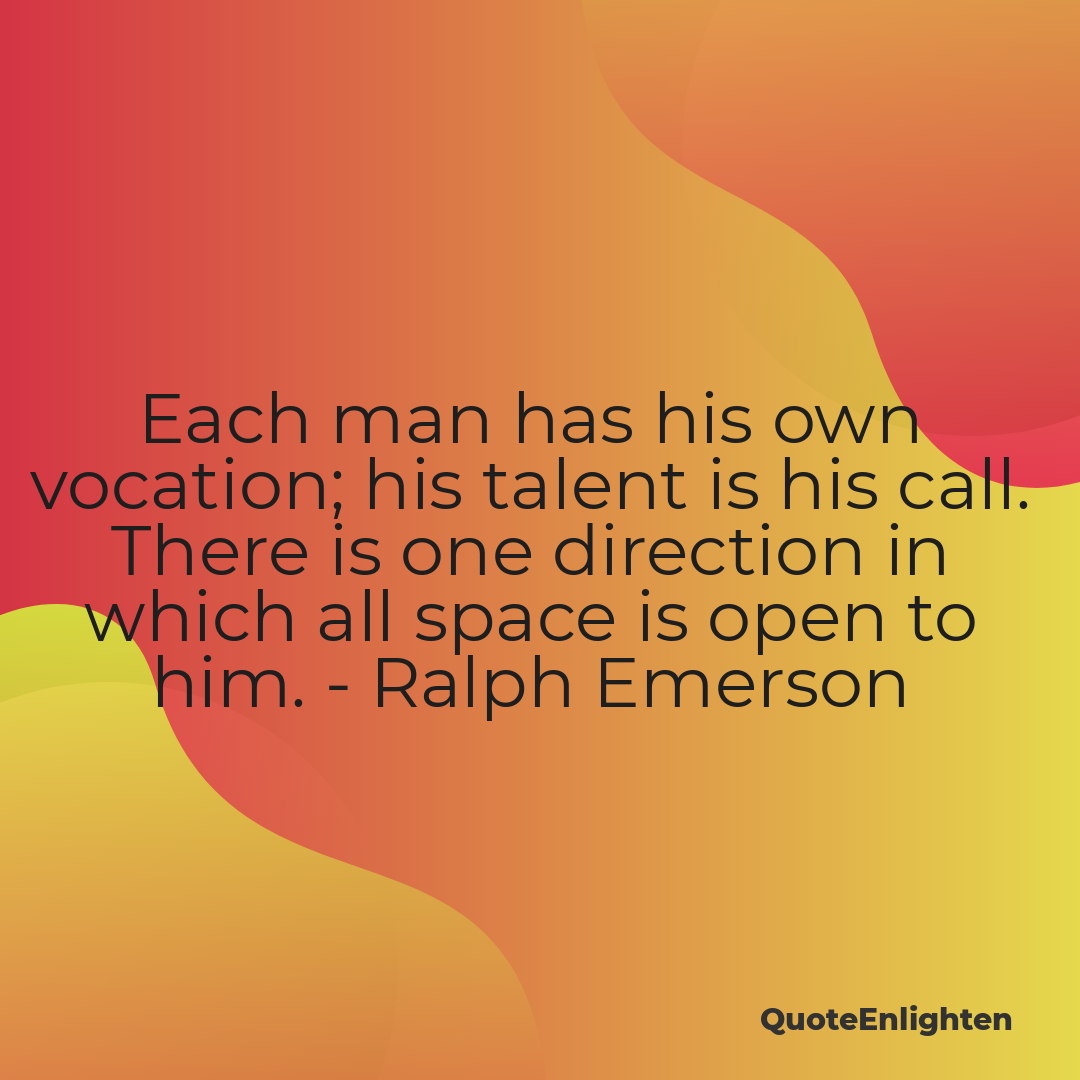 Each man has his own
vocation; his talent is his call.
There is one direction in
which all space is open to
him. - Ralph Emerson
QuoteEnlighten